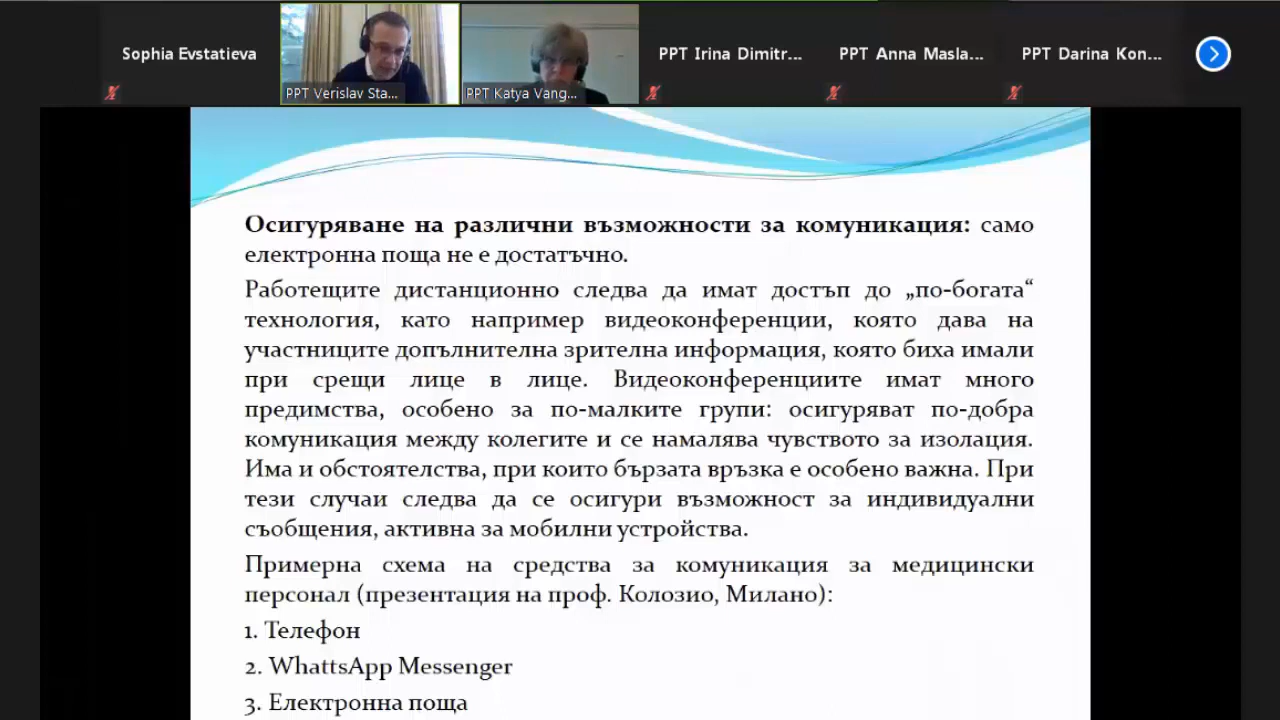 Sophia Evstatieva
PPT Verislav Sta...
PPT Katya Vang...
PPT Irina Dimitr...
PPT Anna Masla...
PPT Darina Kon...
Осигуряване на различни възможности за комуникация: само
електронна поща не е достатъчно.
Работещите дистанционно следва да имат достъп до „по-богата“
технология, като например видеоконференции, която дава на
участниците допълнителна зрителна информация, която биха имали
при срещи лице в лице. Видеоконференциите имат много
предимства, особено за по-малките групи: осигуряват по-добра
комуникация между колегите и се намалява чувството за изолация.
Има и обстоятелства, при които бързата връзка е особено важна. При
тези случаи следва да се осигури възможност за индивидуални
съобщения, активна за мобилни устройства.
Примерна схема на средства за комуникация за медицински
персонал (презентация на проф. Колозио, Милано):
1. Телефон
2. WhattsApp Messenger
3. Електронна поща